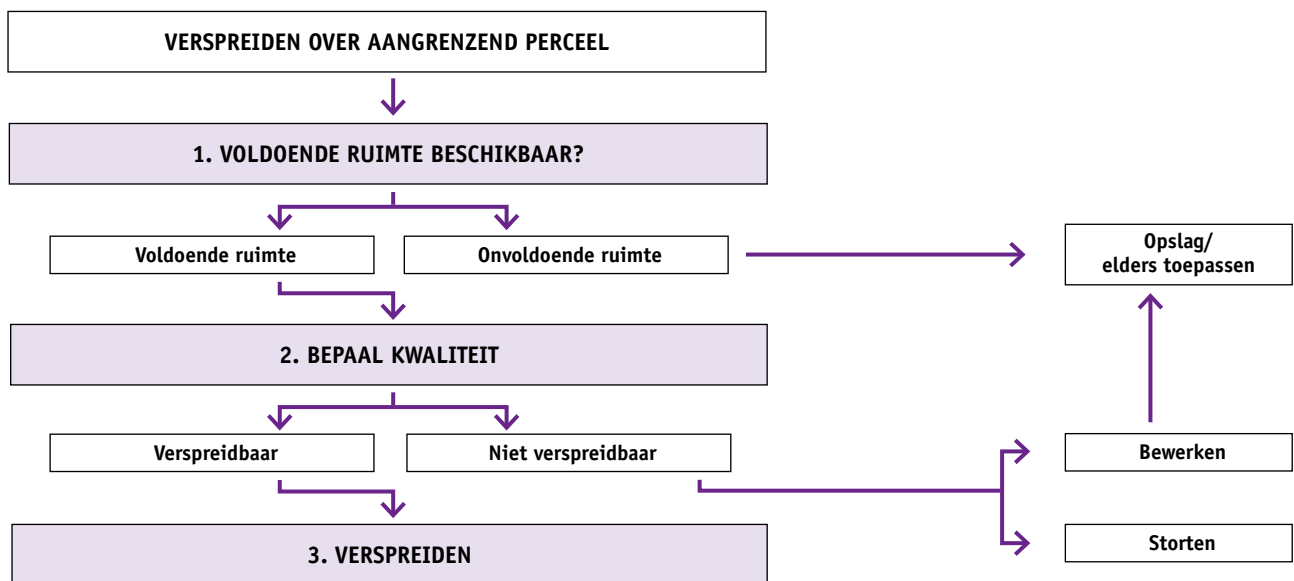 VERSPREIDEN OVER AANGRENZEND PERCEEL
1. VOLDOENDE RUIMTE BESCHIKBAAR?
Voldoende ruimte
Onvoldoende ruimte
Opslag/
elders toepassen
2. BEPAAL KWALITEIT
Verspreidbaar
Niet verspreidbaar
Bewerken
Storten
3. VERSPREIDEN